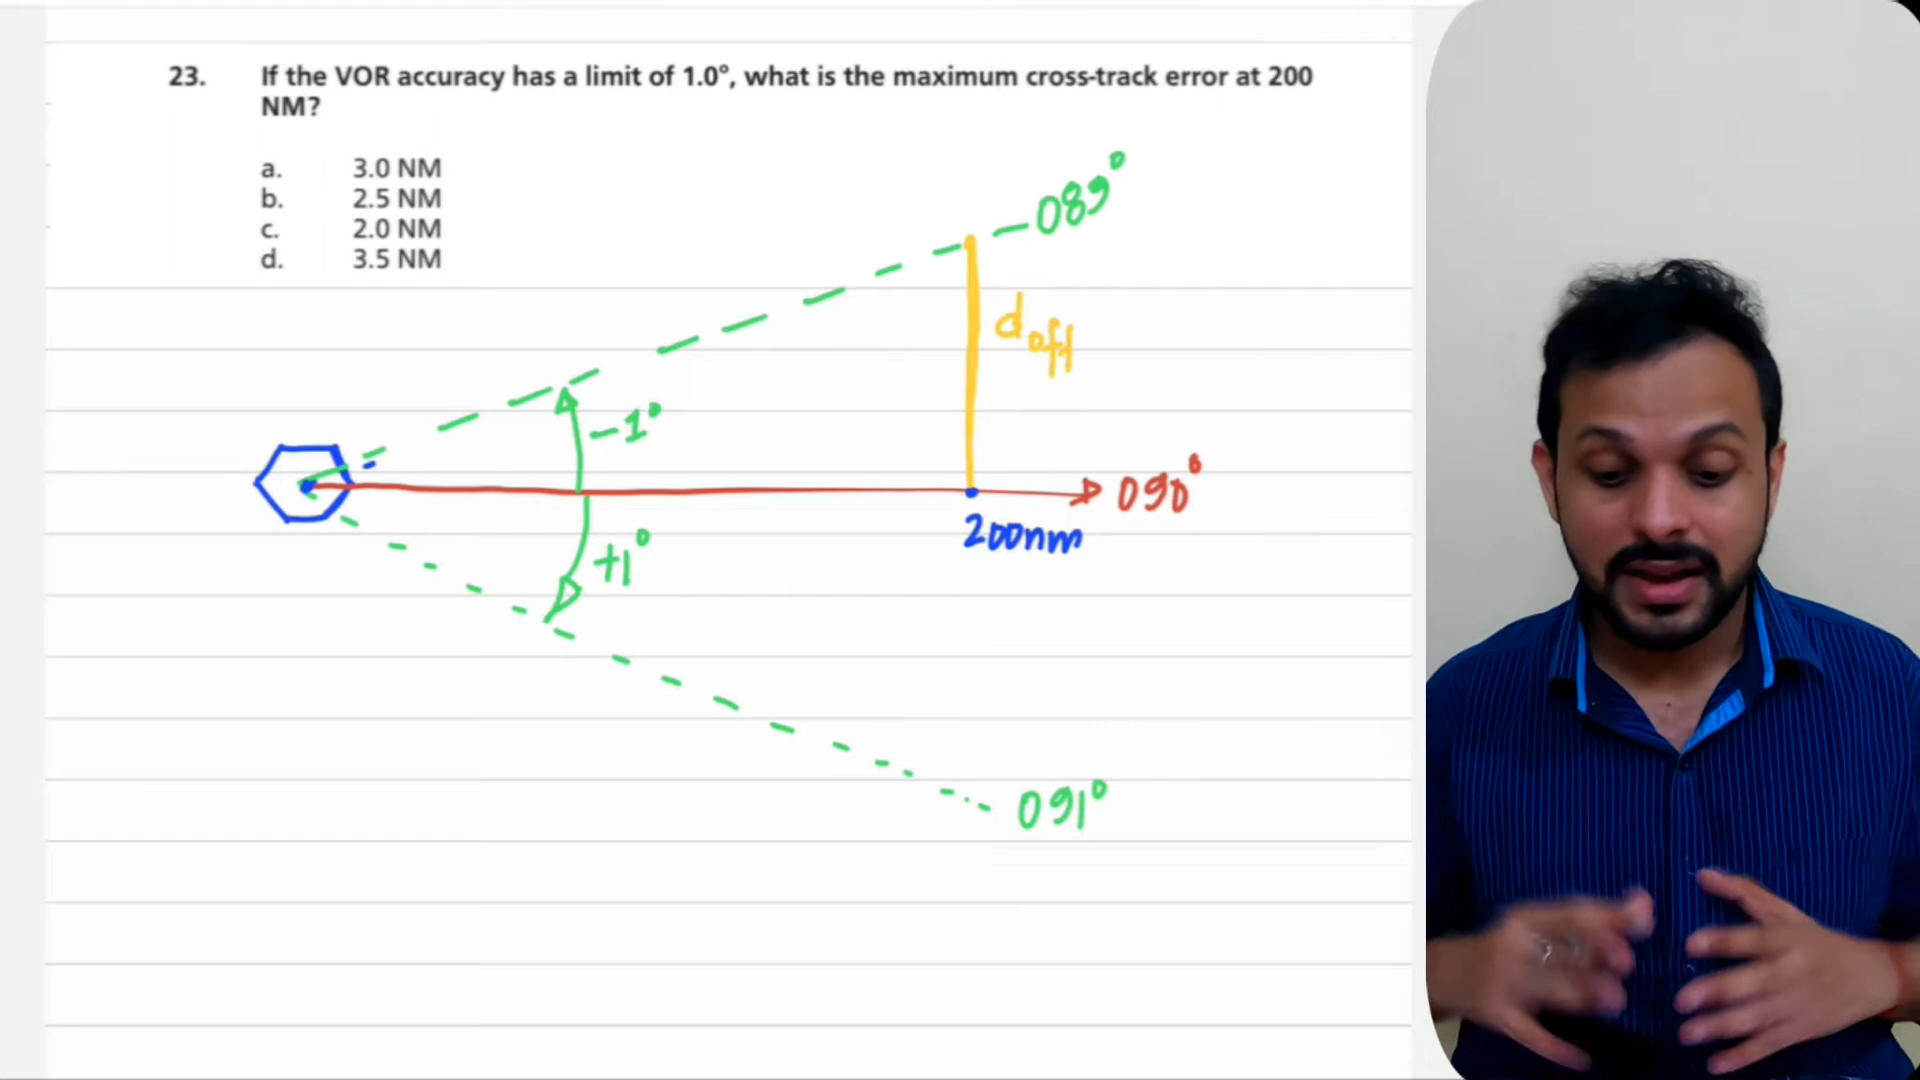 23. If the VOR accuracy has a limit of 1.0°, what is the maximum cross-track error at 200
NM?
a. 3.0 NM
b. 2.5 NM
c. 2.0 NM
d. 3.5 NM
089°
doff
-1°
090°
200nm
+1°
091°